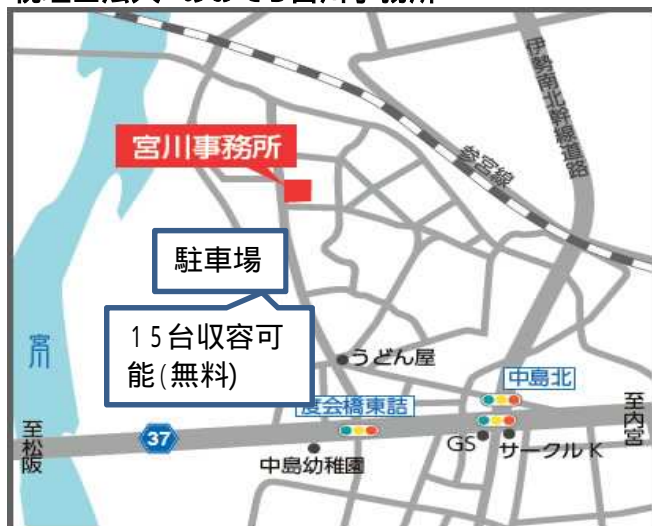 伊勢南北幹線道路
宮川事務所
参宮線
駐車場
15台収容可
能(無料)
宮川
うどん屋
中島北
度会橋東詰
至松阪
37
中島幼稚園
GS
サークルK
至内宮